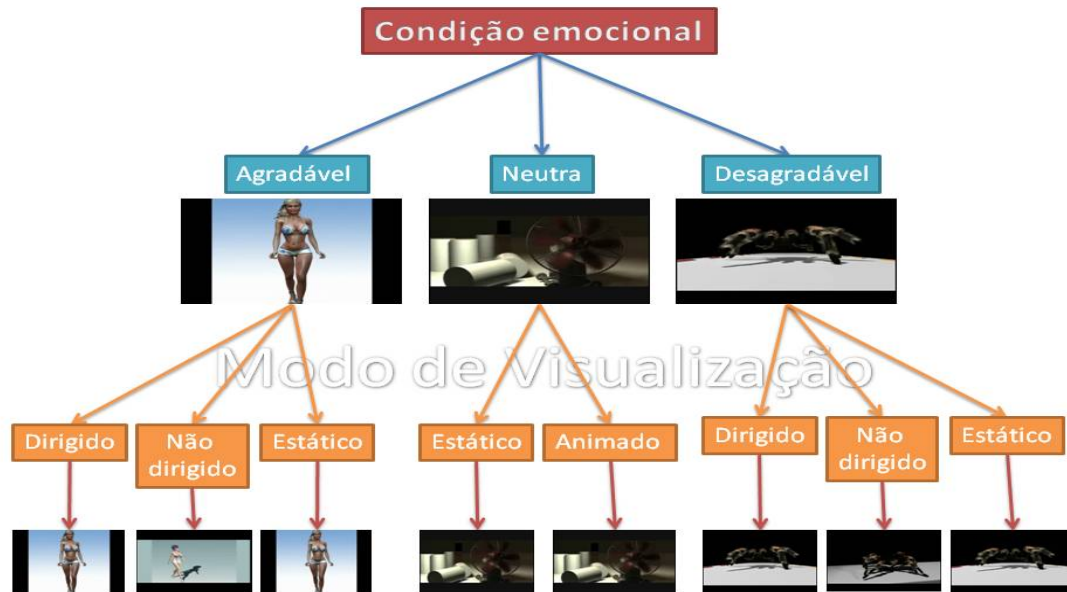 Condição emocional
Agradável
Neutra
Desagradável
Modo de Visualização
Dirigido
Não
dirigido
Estático
Estático
Animado
Dirigido
Não
dirigido
Estático